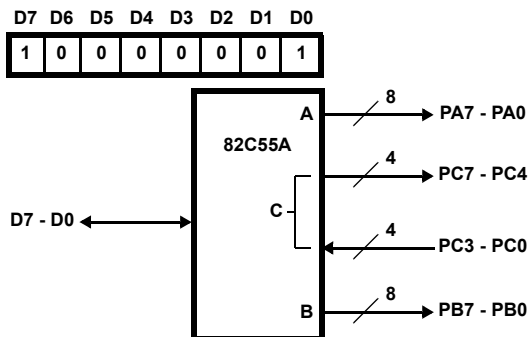 D7 D6 D5 D4 D3 D2 D1 D0
1 0 0 0 0 0 0 1
A 8 PA7 - PA0
82C55A
4 PC7 - PC4
C
D7 - D0
4 PC3 - PC0
B 8 PB7 - PB0